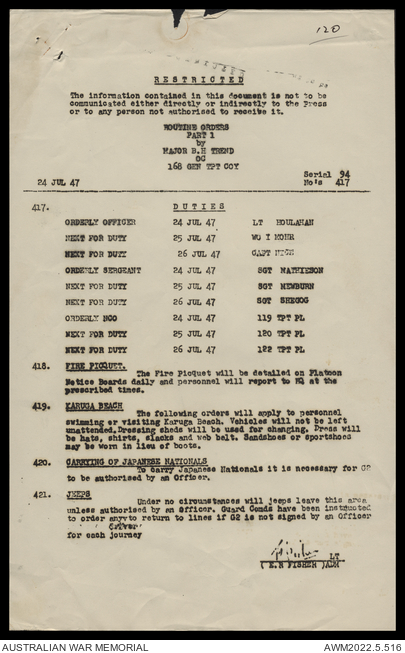 120
RESTRICTED
The information contained in this document is not to be
communicated either directly or indirectly to the Press
or to any person not authorised to receive it.
ROUTINE ORDERS
PART 1
by
MAJOR B.H TREND
OC
168 GEN TPT COY
Serial 94
24 JUL 47 No's 417
417. DUTIES
ORDERLY OFFICER 24 JUL 47 LT HOULAHAN
NEXT FOR DUTY 25 JUL 47 WO I MOHR
NEXT FOR DUTY 26 JUL 47 CAPT
ORDERLY SERGEANT 24 JUL 47 SGT MATHIESON
NEXT FOR DUTY 25 JUL 47 SGT MEWBURN
NEXT FOR DUTY 26 JUL 47 SGT SHEGOG
ORDERLY NCO 24 JUL 47 119 TPT PL
NEXT FOR DUTY 25 JUL 47 120 TPT PL
NEXT FOR DUTY 26 JUL 47 122 TPT PL
418. FIRE PICQUET.
The Fire Picquet will be detailed on Platoon
Notice Boards daily and personnel will report to HQ at the
prescribed times.
419. KARUGA BEACH
The following orders will apply to personnel
swimming or visiting Karuga Beach. Vehicles will not be left
unattended.Dressing sheds will be used for changing. Dress will
be hats, shirts, slacks and web belt. Sandshoes or sportshoes
may be worn in lieu of boots.
420. CARRYING OF JAPANESE NATIONALS
To carry Japanese Nationals it is necessary for G2
to be authorised by an Officer.
421. JEEPS
Under no circumstances will jeeps leave this area
unless authorised by an Officer. Guard Comds have been instructed
to order any to return to lines if G2 is not signed by an Officer
driver
for each journey
LT
( E.R FISHER )ADM
AUSTRALIAN WAR MEMORIAL
AWM2022.5.516